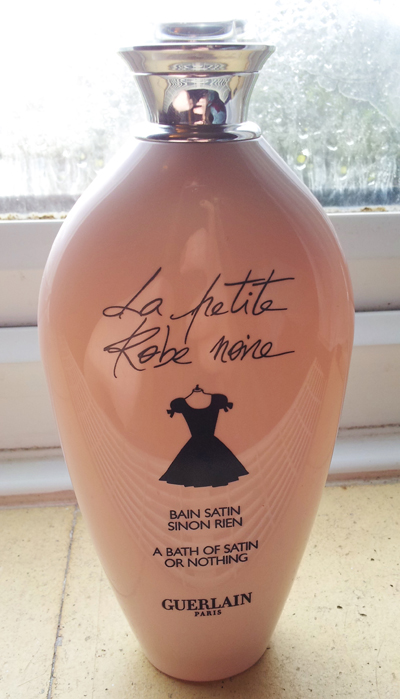 La petite
Robe noire
BAIN SATIN
SINON RIEN
A BATH OF SATIN
OR NOTHING
GUERLAIN
PARIS